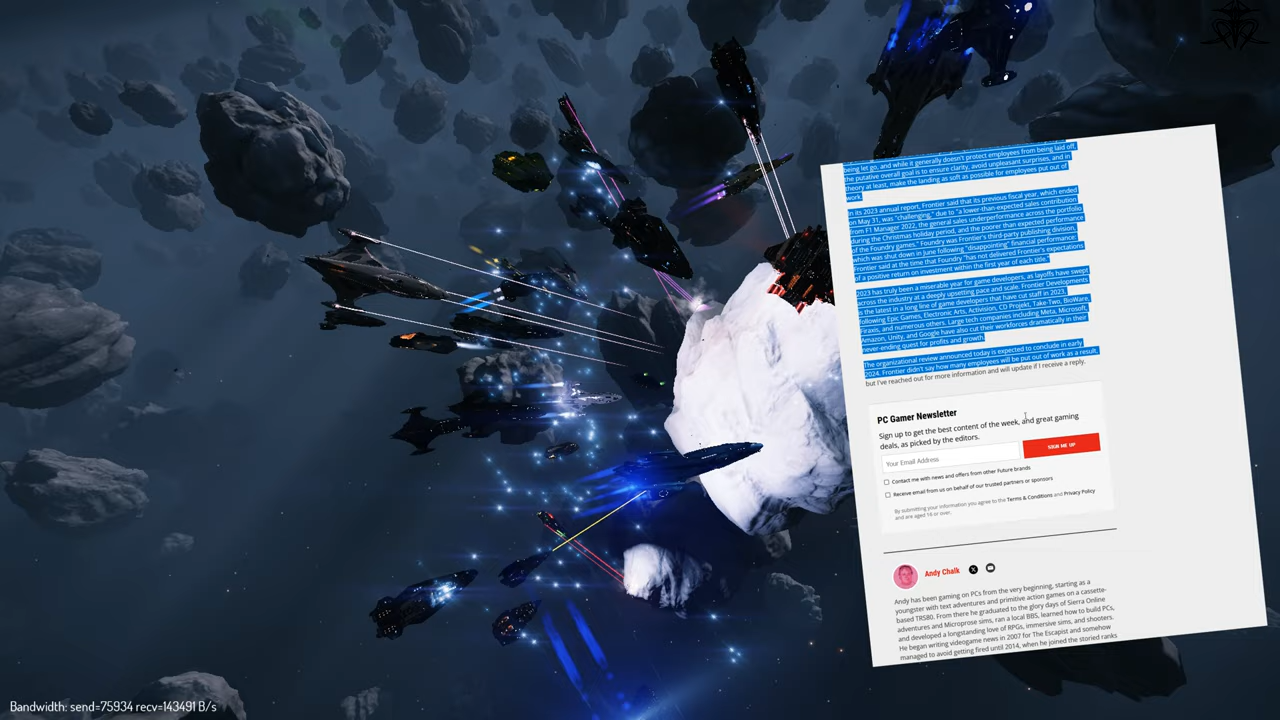 being let go, and while it generally doesn't protect employees from being laid off,
the putative overall goal is to ensure clarity, avoid unpleasant surprises, and in
theory at least, make the landing as soft as possible for employees put out of
work.
In its 2023 annual report, Frontier said that its previous fiscal year, which ended
on May 31, was "challenging," due to "a lower-than-expected sales contribution
from F1 Manager 2022, the general sales underperformance across the portfolio
during the Christmas holiday period, and the poorer than expected performance
of the Foundry games." Foundry was Frontier's third-party publishing division,
which was shut down in June following "disappointing" financial performance:
Frontier said at the time that Foundry "has not delivered Frontier's expectations
of a positive return on investment within the first year of each title."
2023 has truly been a miserable year for game developers, as layoffs have swept
across the industry at a deeply upsetting pace and scale. Frontier Developments
is the latest in a long line of game developers that have cut staff in 2023,
following Epic Games, Electronic Arts, Activision, CD Projekt, Take-Two, BioWare,
Firaxis, and numerous others. Large tech companies including Meta, Microsoft,
Amazon, Unity, and Google have also cut their workforces dramatically in their
never-ending quest for profits and growth.
The organizational review announced today is expected to conclude in early
2024. Frontier didn't say how many employees will be put out of work as a result,
but I've reached out for more information and will update if I receive a reply.
PC Gamer Newsletter
Sign up to get the best content of the week, and great gaming
deals, as picked by the editors.
Your Email Address
SIGN ME UP
Contact me with news and offers from other Future brands
Receive email from us on behalf of our trusted partners or sponsors
By submitting your information you agree to the Terms & Conditions and Privacy Policy
and are aged 16 or over.
Andy Chalk
Andy has been gaming on PCs from the very beginning, starting as a
youngster with text adventures and primitive action games on a cassette-
based TRS80. From there he graduated to the glory days of Sierra Online
adventures and Microprose sims, ran a local BBS, learned how to build PCs,
and developed a longstanding love of RPGs, immersive sims, and shooters.
He began writing videogame news in 2007 for The Escapist and somehow
managed to avoid getting fired until 2014, when he joined the storied ranks
Bandwidth: send=75934 recv=143491 B/s